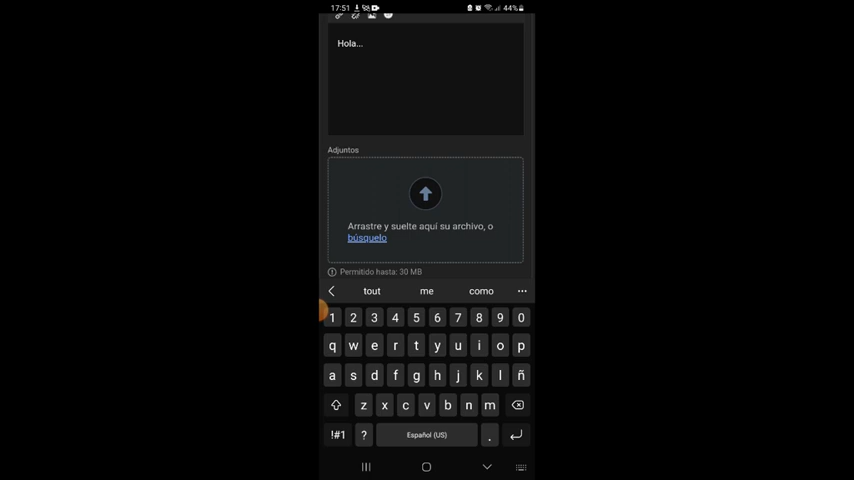 17:51
44%
Hola...
Adjuntos
Arrastre y suelte aquí su archivo, o
búsquelo
Permitido hasta: 30 MB
tout me como ...
1 2 3 4 5 6 7 8 9 0
q w e r t y u i o p
a s d f g h j k l ñ
z x c v b n m
!#1 ? Español (US) .